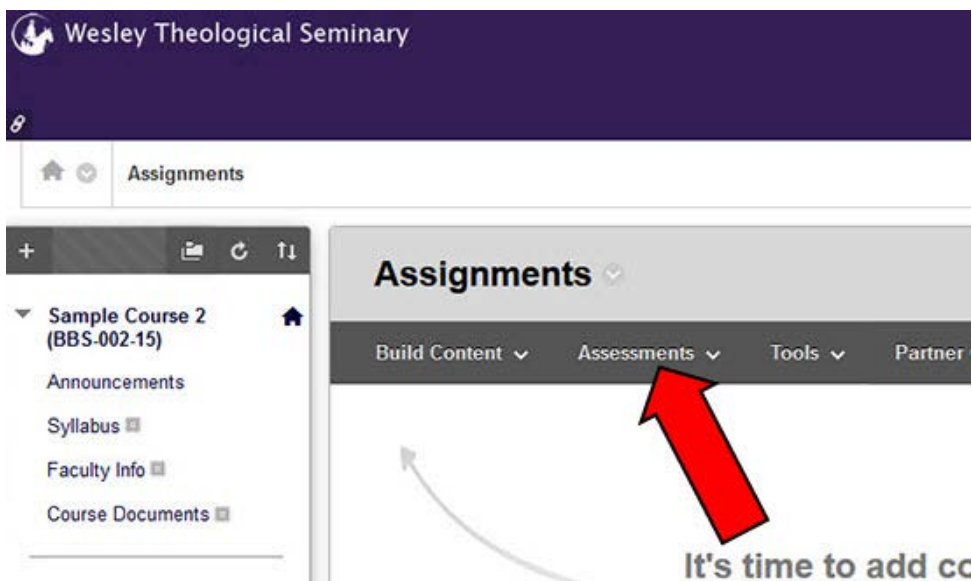 Wesley Theological Seminary
Assignments
Sample Course 2
(BBS-002-15)
Announcements
Syllabus
Faculty Info
Course Documents
Assignments
Build Content Assessments Tools Partner
It's time to add co